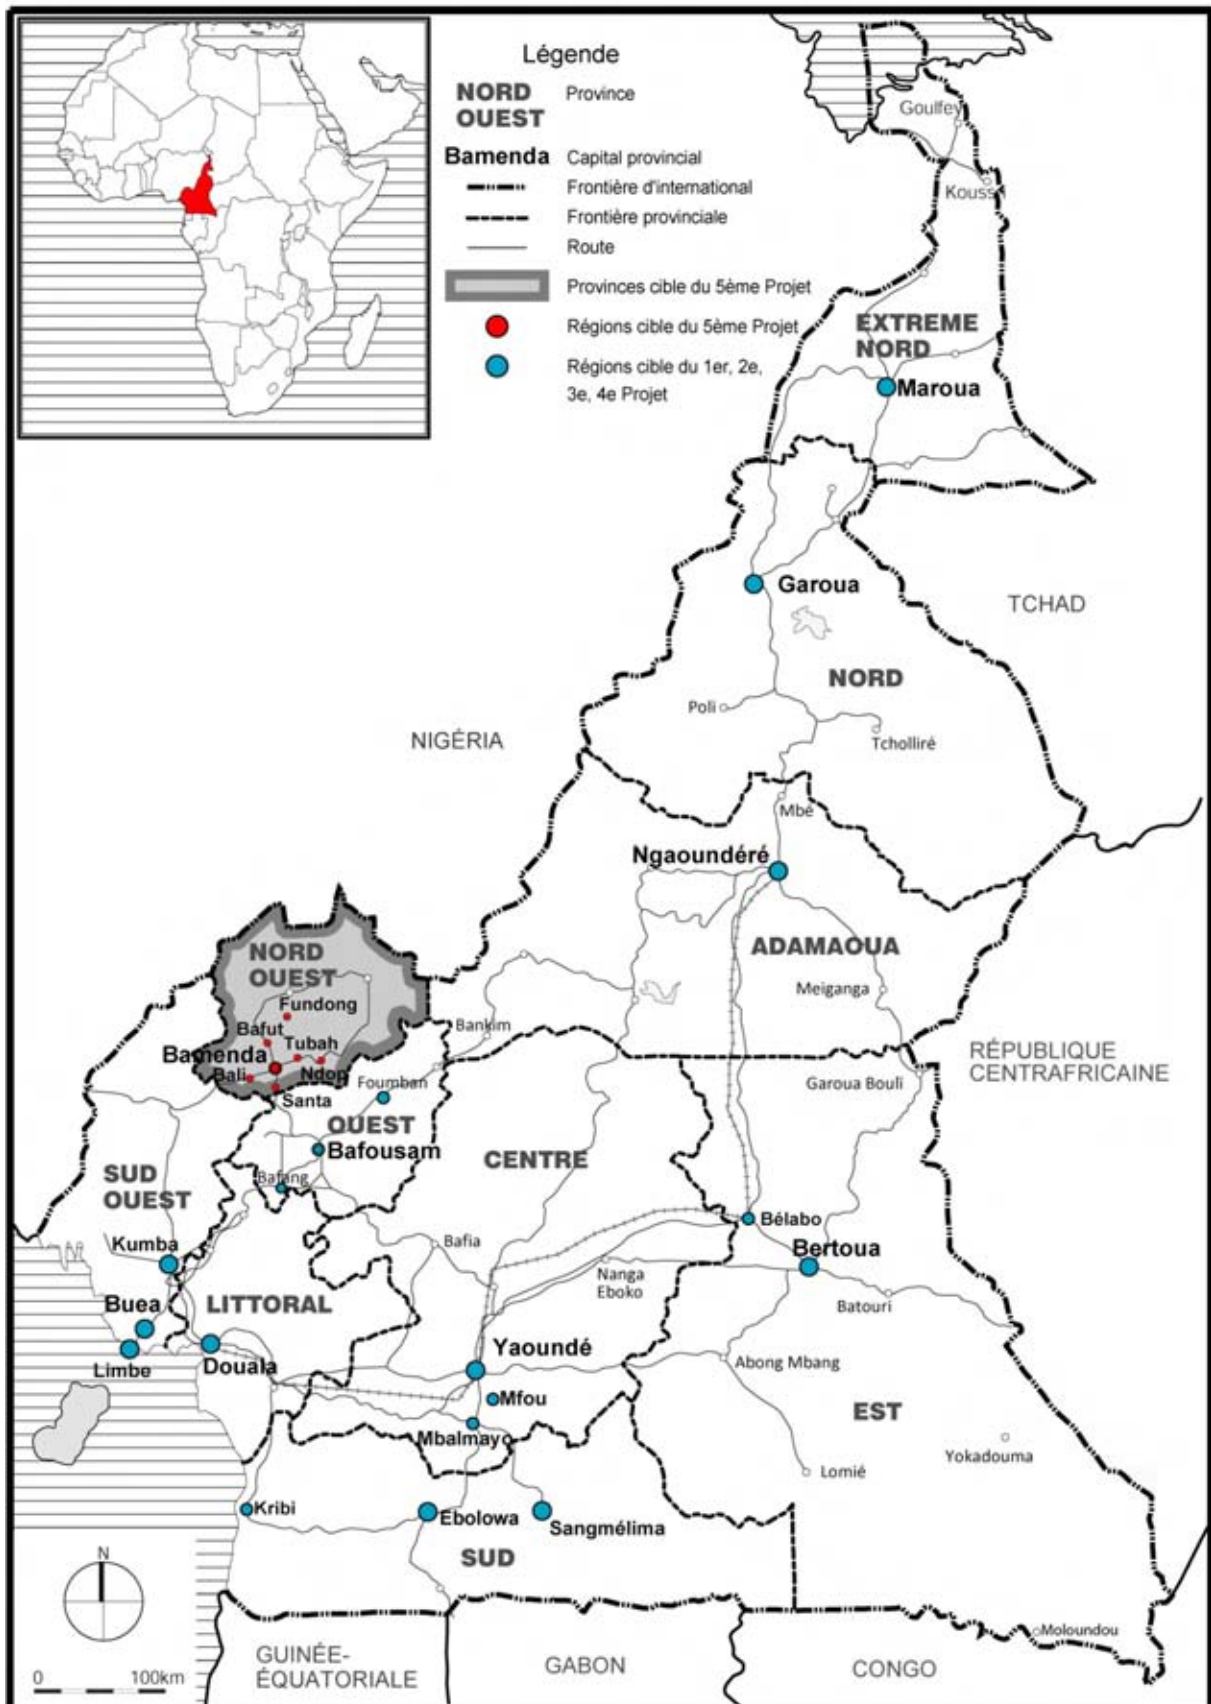 Légende
NORD
OUEST
Province
Bamenda
Capital provincial
Frontière d'international
Frontière provinciale
Route
Provinces cible du 5ème Projet
Régions cible du 5ème Projet
Régions cible du 1er, 2e,
3e, 4e Projet
Goulfey
EXTREME
NORD
Maroua
Garoua
TCHAD
NORD
Poli
Tcholliré
NIGÉRIA
Mbé
Ngaoundéré
ADAMAOUA
Meiganga
NORD
OUEST
Fundong
Bafut
Tubah
Bamenda
Bali
Ndop
Santa
Bankim
Foumban
RÉPUBLIQUE
CENTRAFRICAINE
Garoua Boulï
OUEST
Bafousam
Bafang
CENTRE
SUD
OUEST
Kumba
Bélabo
Bertoua
Bafia
Nanga
Eboko
Batouri
Buea
LITTORAL
Limbe
Douala
Yaoundé
Abong Mbang
Mfou
Mbalmayo
EST
Yokadouma
Lomié
Kribi
Ebolowa
Sangmélima
SUD
N
0 100km
GUINÉE-
ÉQUATORIALE
GABON
CONGO
Moloundou